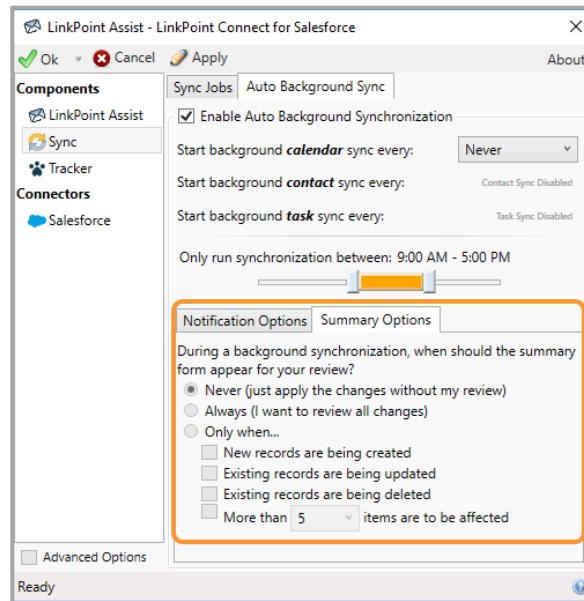 LinkPoint Assist - LinkPoint Connect for Salesforce
Ok Cancel Apply About
Components
LinkPoint Assist
Sync
Tracker
Connectors
Salesforce
Advanced Options
Sync Jobs Auto Background Sync
Enable Auto Background Synchronization
Start background calendar sync every: Never
Start background contact sync every: Contact Sync Disabled
Start background task sync every: Task Sync Disabled
Only run synchronization between: 9:00 AM - 5:00 PM
Notification Options Summary Options
During a background synchronization, when should the summary
form appear for your review?
Never (just apply the changes without my review)
Always (I want to review all changes)
Only when...
New records are being created
Existing records are being updated
Existing records are being deleted
More than 5 items are to be affected
Ready